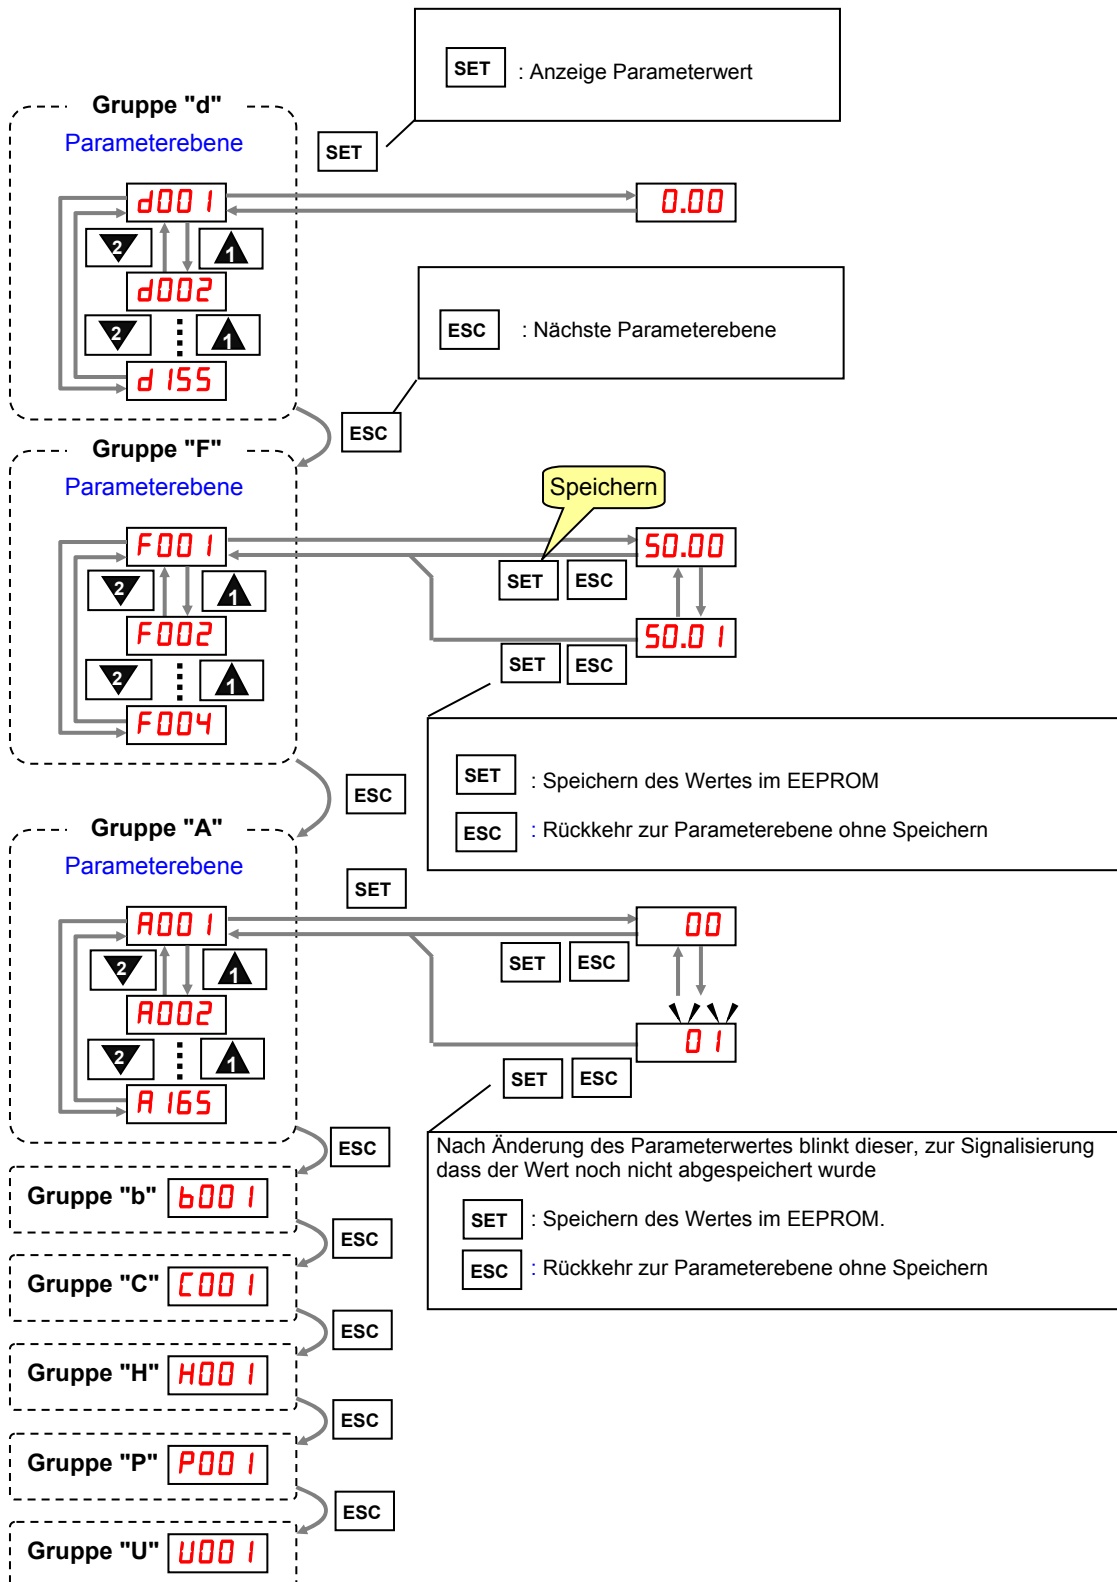 SET : Anzeige Parameterwert
Gruppe "d"
Parameterebene
SET
d001
0.00
2 1
d002
ESC : Nächste Parameterebene
2 1
d155
ESC
Gruppe "F"
Parameterebene
Speichern
F001
50.00
SET ESC
2 1
F002
50.01
SET ESC
2 1
F004
SET : Speichern des Wertes im EEPROM
ESC
ESC : Rückkehr zur Parameterebene ohne Speichern
Gruppe "A"
Parameterebene
SET
A001
00
SET ESC
2 1
A002
01
2 1
SET ESC
A165
Nach Änderung des Parameterwertes blinkt dieser, zur Signalisierung
dass der Wert noch nicht abgespeichert wurde
ESC
Gruppe "b" b001
SET : Speichern des Wertes im EEPROM.
ESC
ESC : Rückkehr zur Parameterebene ohne Speichern
Gruppe "C" C001
ESC
Gruppe "H" H001
ESC
Gruppe "P" P001
ESC
Gruppe "U" U001